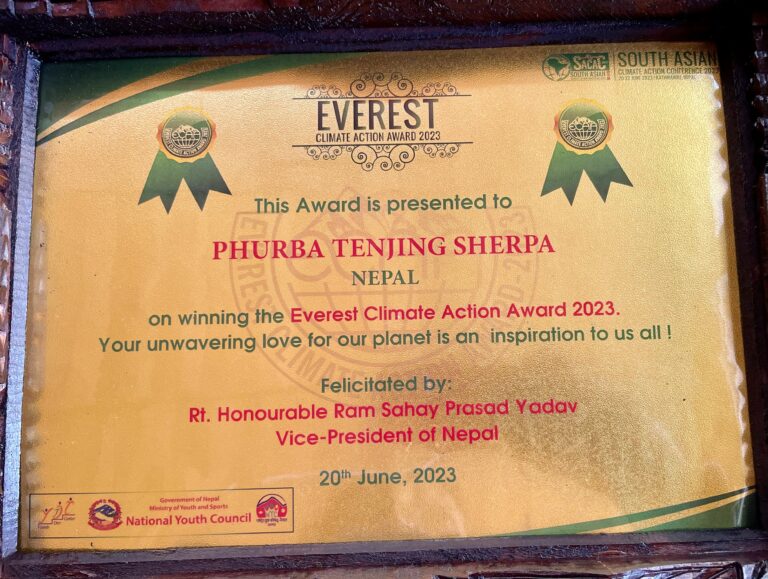 SACAC
SOUTH ASIAN
SOUTH ASIAN
CLIMATE ACTION CONFERENCE 2023
EVEREST
CLIMATE ACTION AWARD 2023
This Award is presented to
PHURBA TENJING SHERPA
NEPAL
on winning the Everest Climate Action Award 2023.
Your unwavering love for our planet is an inspiration to us all !
Felicitated by:
Rt. Honourable Ram Sahay Prasad Yadav
Vice-President of Nepal
20th June, 2023
Government of Nepal
Ministry of Youth and Sports
National Youth Council